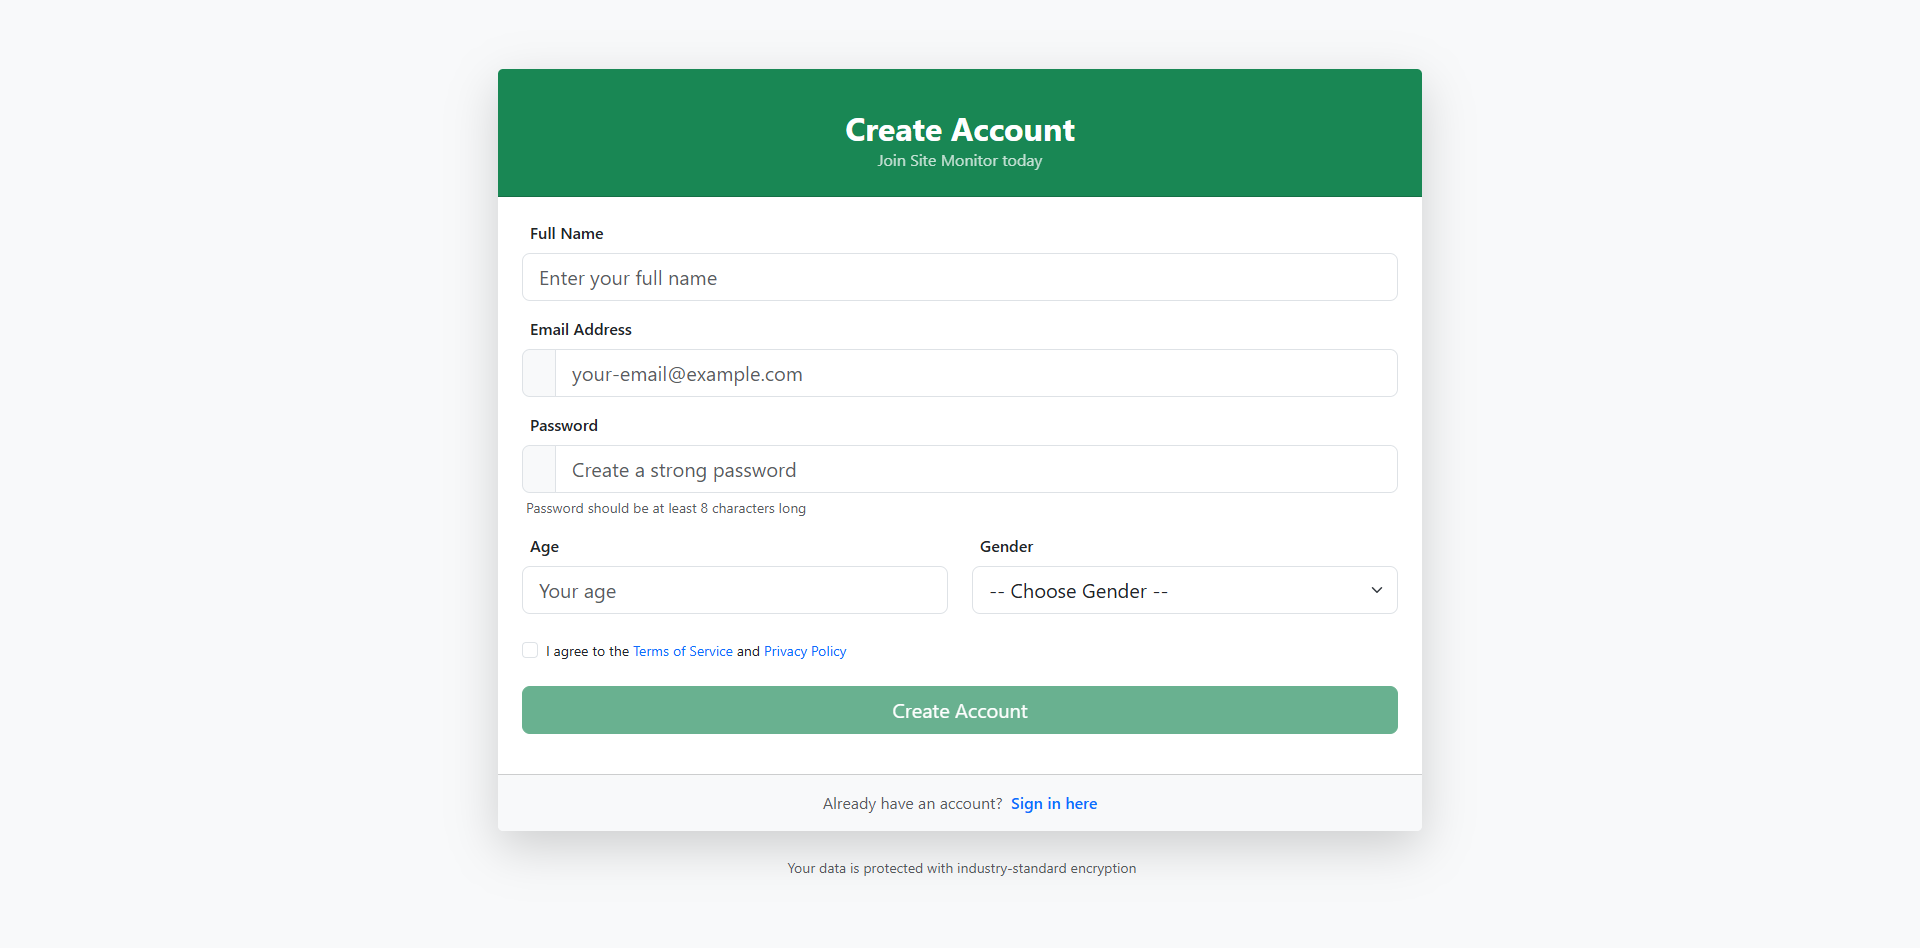 Create Account
Join Site Monitor today
Full Name
Enter your full name
Email Address
your-email@example.com
Password
Create a strong password
Password should be at least 8 characters long
Age
Your age
Gender
-- Choose Gender --
I agree to the Terms of Service and Privacy Policy
Create Account
Already have an account? Sign in here
Your data is protected with industry-standard encryption